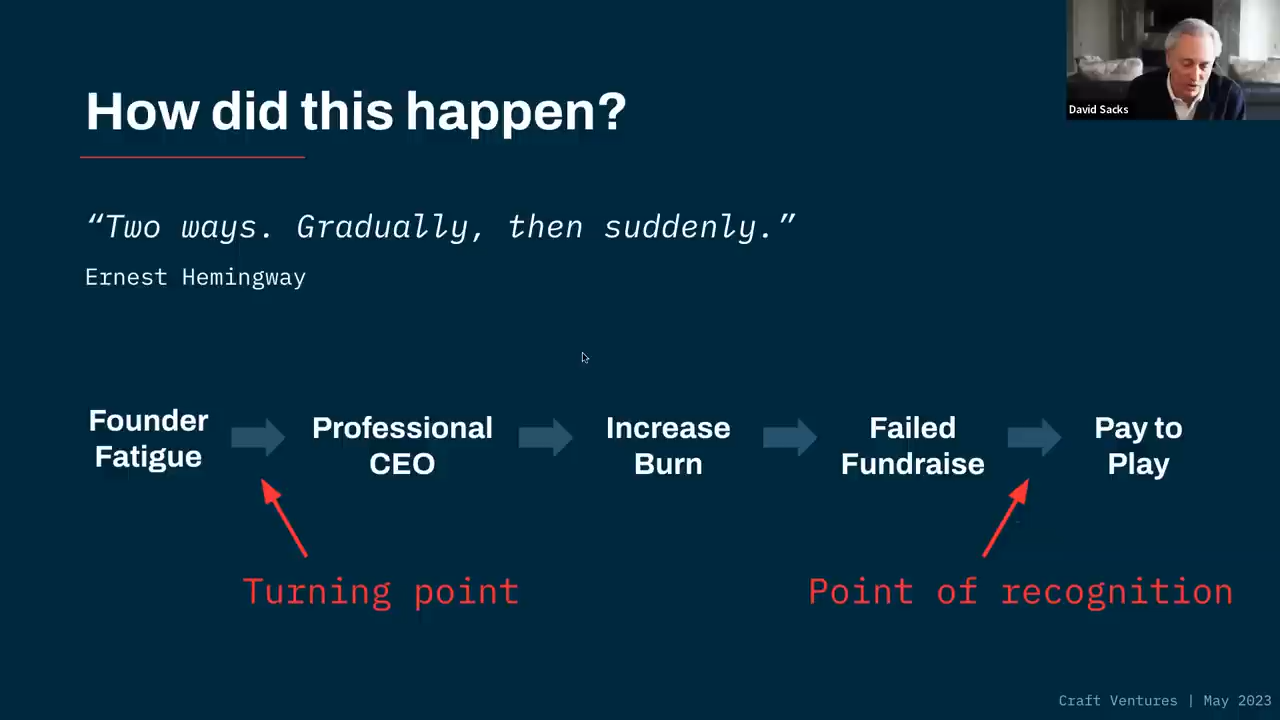 David Sacks
How did this happen?
“Two ways. Gradually, then suddenly.”
Ernest Hemingway
Founder
Fatigue
Professional
CEO
Increase
Burn
Failed
Fundraise
Pay to
Play
Turning point
Point of recognition
Craft Ventures | May 2023